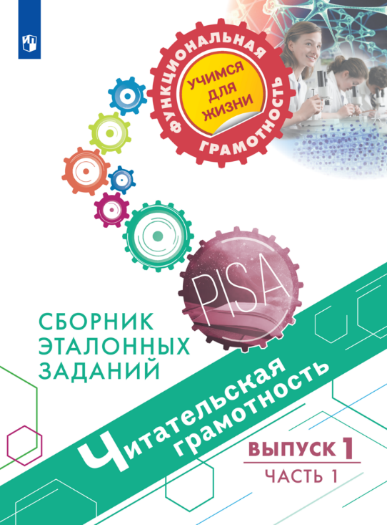 ФУНКЦИОНАЛЬНАЯ
ГРАМОТНОСТЬ
УЧИМСЯ
ДЛЯ
ЖИЗНИ
PISA
СБОРНИК
ЭТАЛОННЫХ
ЗАДАНИЙ
Читательская
грамотность
ВЫПУСК 1
ЧАСТЬ 1